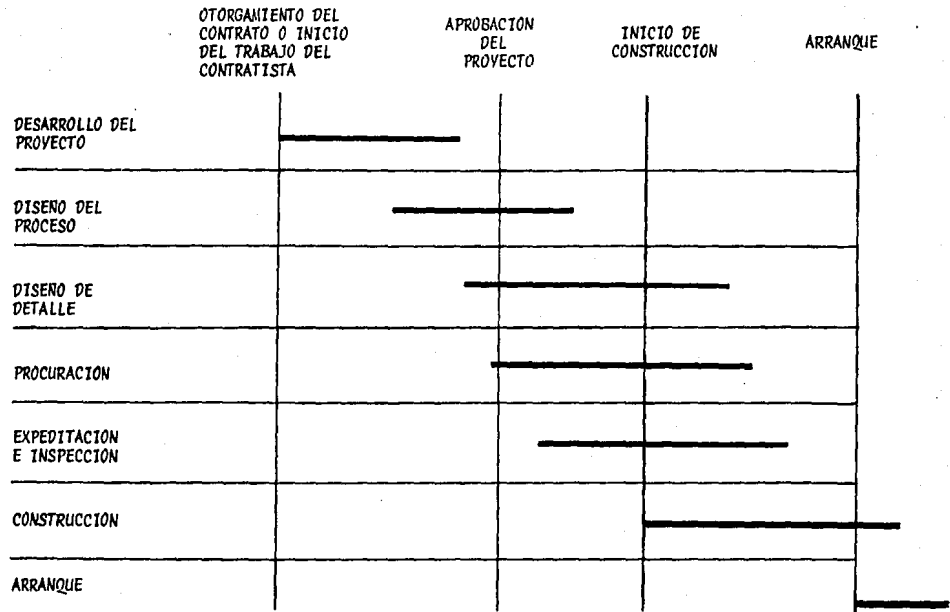 OTORGAMIENTO DEL
CONTRATO O INICIO
DEL TRABAJO DEL
CONTRATISTA
APROBACION
DEL
PROYECTO
INICIO DE
CONSTRUCCION
ARRANQUE
DESARROLLO DEL
PROYECTO
DISEÑO DEL
PROCESO
DISEÑO DE
DETALLE
PROCURACION
EXPEDITACION
E INSPECCION
CONSTRUCCION
ARRANQUE